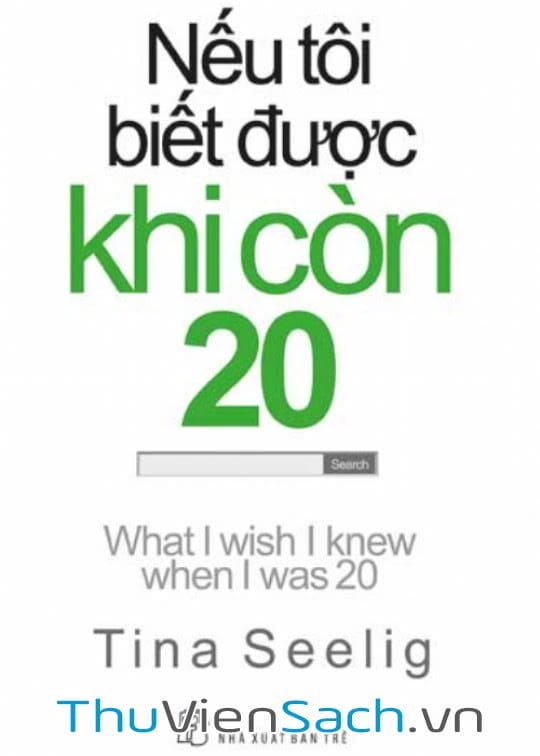 Nếu tôi
biết được
khi còn
20
Search
What I wish I knew
when I was 20
Tina Seelig
ThuVienSach.vn
NHÀ XUẤT BẢN TRẺ